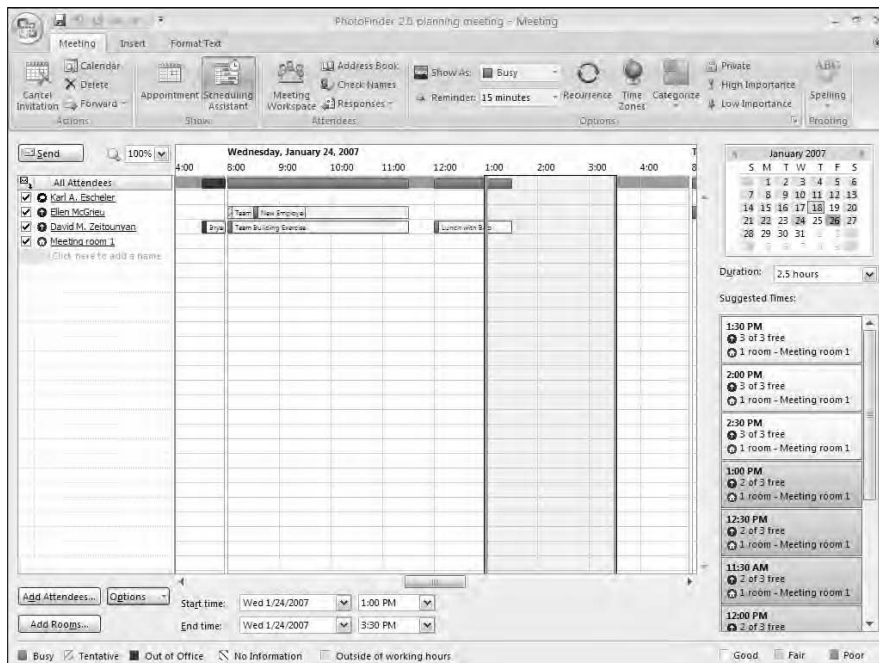 PhotoFinder 2.0 planning meeting – Meeting
Meeting Insert Format Text
Cancel Invitation
Calendar
Delete
Forward
Actions
Appointment
Scheduling Assistant
Show
Meeting Workspace
Address Book
Check Names
Responses
Attendees
Show As: Busy
Reminder: 15 minutes
Recurrence
Time Zones
Categorize
Options
Private
High Importance
Low Importance
ABC
Spelling
Proofing
Send 100%
Wednesday, January 24, 2007
4:00 8:00 9:00 10:00 11:00 12:00 1:00 2:00 3:00 4:00 8
All Attendees
Karl A. Escheler
Ellen McGrieu
Team New Employe
David M. Zeitounyan
Team Building Exercise
Lunch with
Meeting room 1
Click here to add a name
January 2007
S M T W T F S
1 2 3 4 5 6
7 8 9 10 11 12 13
14 15 16 17 18 19 20
21 22 23 24 25 26 27
28 29 30 31
Duration: 2.5 hours
Suggested Times:
1:30 PM
3 of 3 free
1 room - Meeting room 1
2:00 PM
3 of 3 free
1 room - Meeting room 1
2:30 PM
3 of 3 free
1 room - Meeting room 1
1:00 PM
2 of 3 free
1 room - Meeting room 1
12:30 PM
2 of 3 free
1 room - Meeting room 1
11:30 AM
2 of 3 free
1 room - Meeting room 1
12:00 PM
2 of 3 free
Add Attendees... Options
Add Rooms...
Start time: Wed 1/24/2007 1:00 PM
End time: Wed 1/24/2007 3:30 PM
Busy Tentative Out of Office No Information Outside of working hours
Good Fair Poor